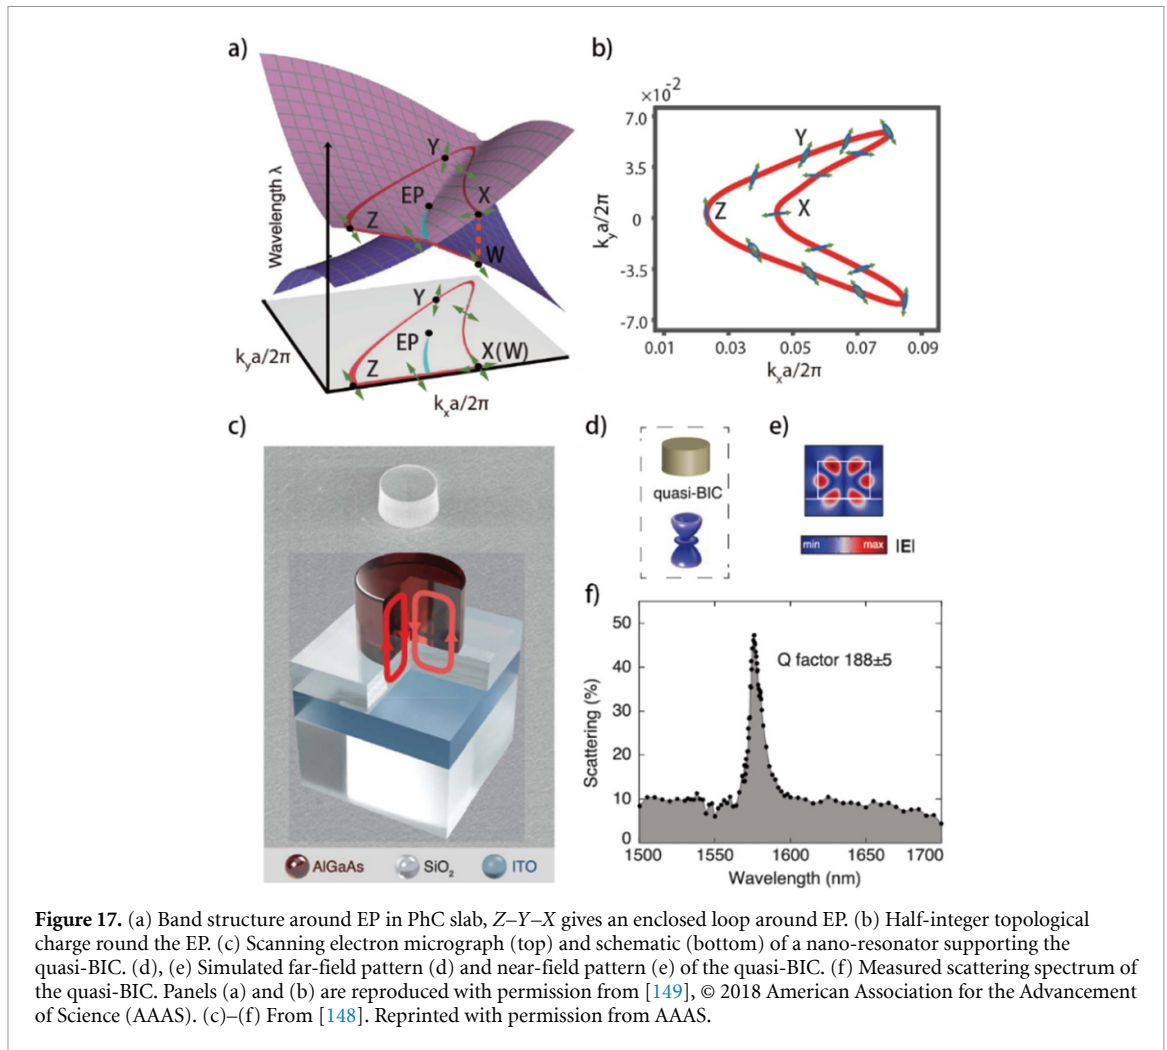 a)
Wavelength λ
Y
EP
X
Z
W
Y
EP
X(W)
Z
kya/2π
kxa/2π
b)
×10-2
7.0
3.5
0
-3.5
-7.0
kya/2π
Y
Z
X
0.01 0.03 0.05 0.07 0.09
kxa/2π
c)
AlGaAs SiO2 ITO
d)
quasi-BIC
e)
min max |E|
f)
50
40
30
20
10
0
Scattering (%)
Q factor 188±5
1500 1550 1600 1650 1700
Wavelength (nm)
Figure 17. (a) Band structure around EP in PhC slab, Z–Y–X gives an enclosed loop around EP. (b) Half-integer topological
charge round the EP. (c) Scanning electron micrograph (top) and schematic (bottom) of a nano-resonator supporting the
quasi-BIC. (d), (e) Simulated far-field pattern (d) and near-field pattern (e) of the quasi-BIC. (f) Measured scattering spectrum of
the quasi-BIC. Panels (a) and (b) are reproduced with permission from [149], © 2018 American Association for the Advancement
of Science (AAAS). (c)–(f) From [148]. Reprinted with permission from AAAS.